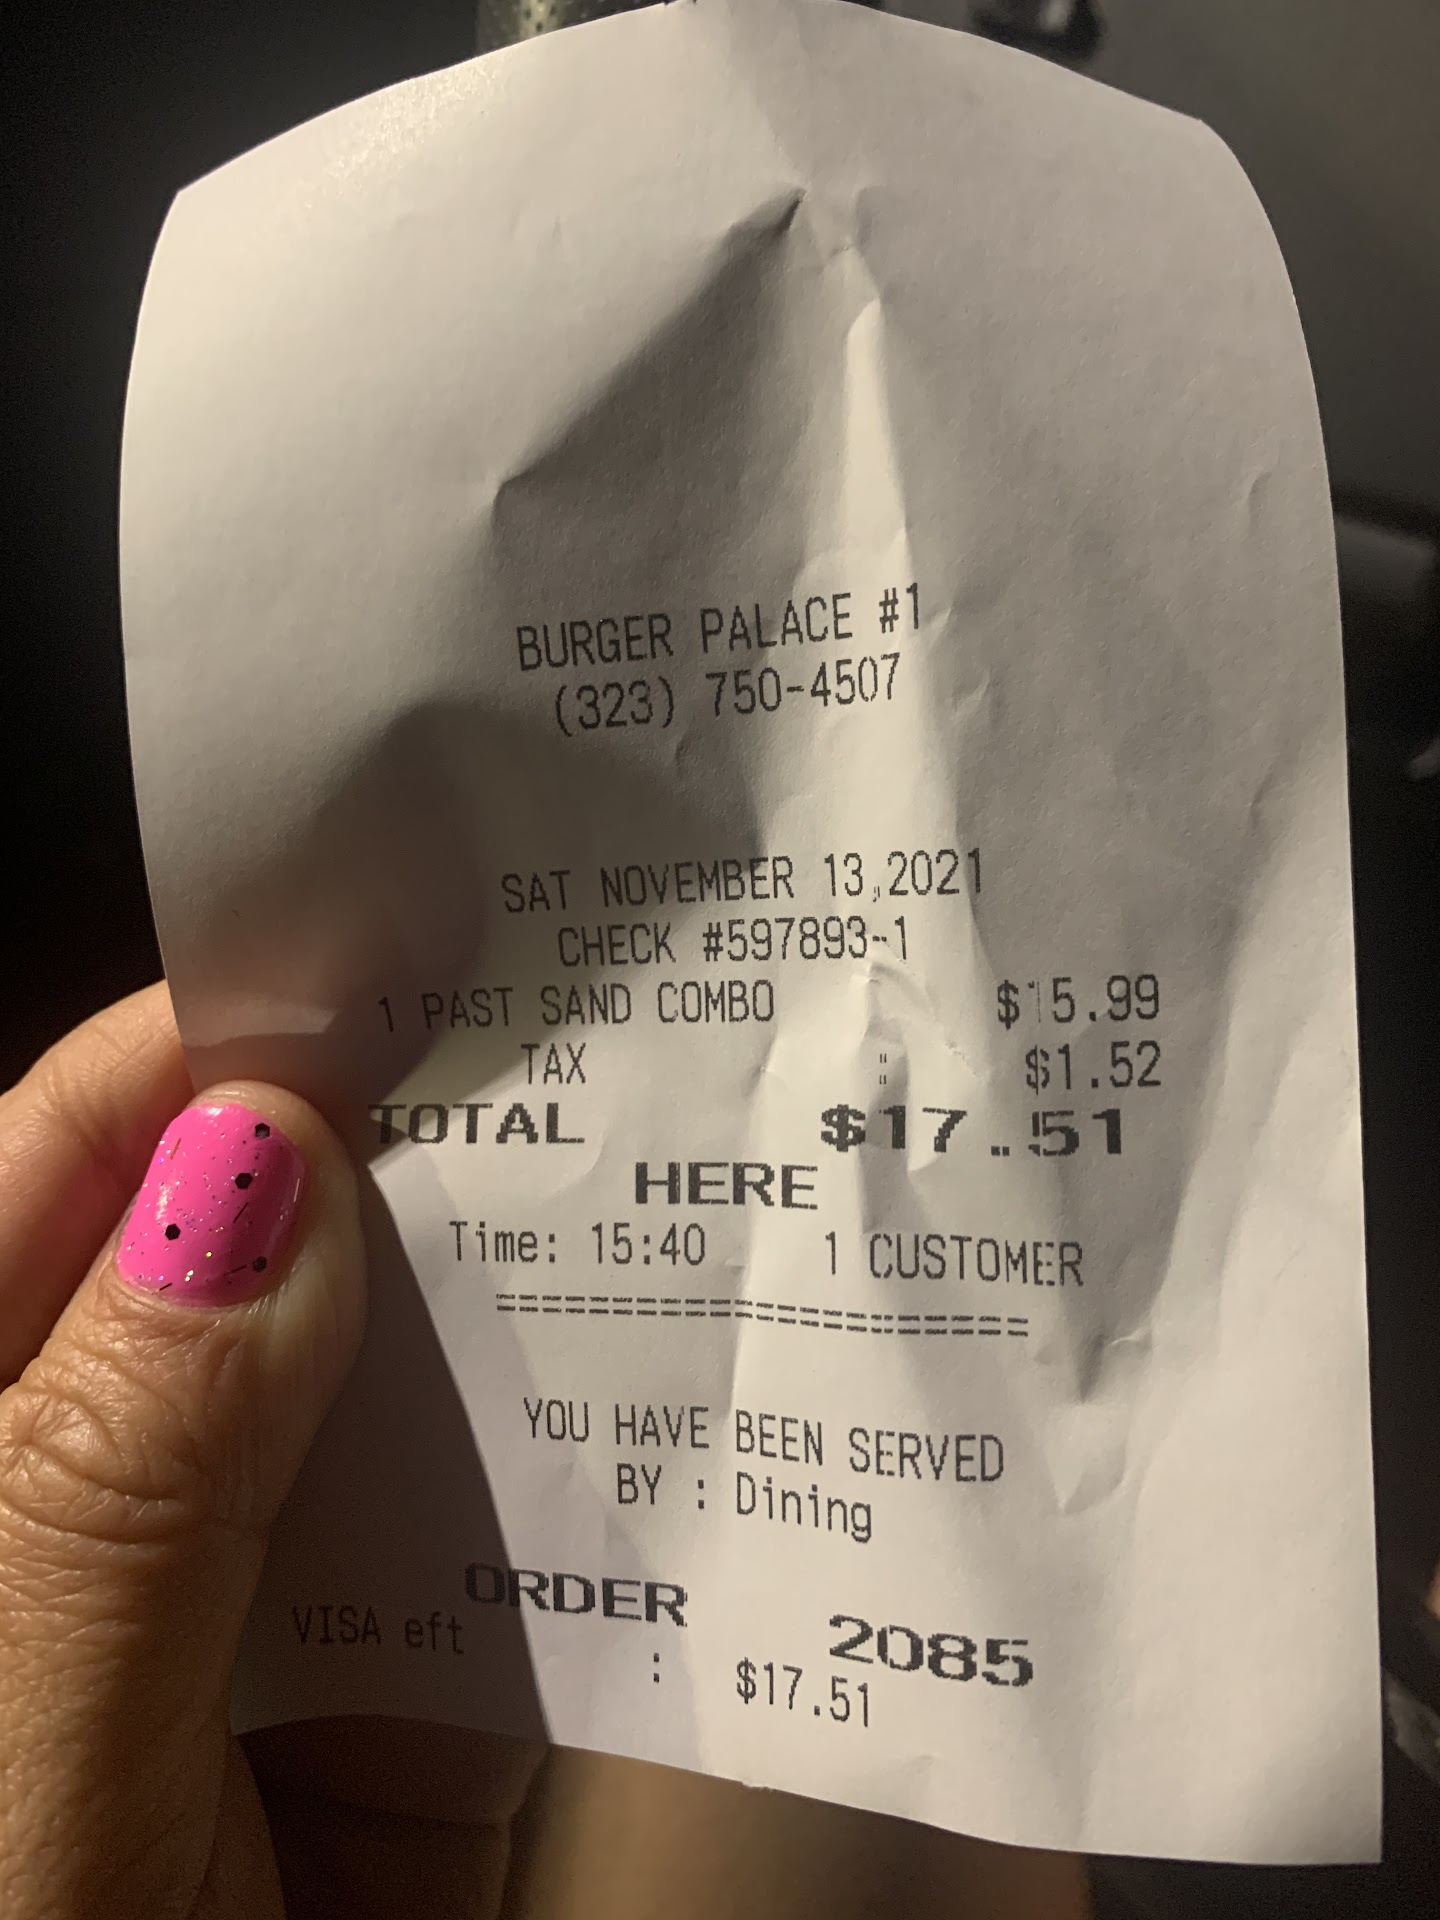 BURGER PALACE #1
(323) 750-4507
SAT NOVEMBER 13,2021
CHECK #597893-1
1 PAST SAND COMBO $15.99
TAX : $1.52
TOTAL $17.51
HERE
Time: 15:40 1 CUSTOMER
=======================
YOU HAVE BEEN SERVED
BY : Dining
ORDER 2085
VISA eft : $17.51